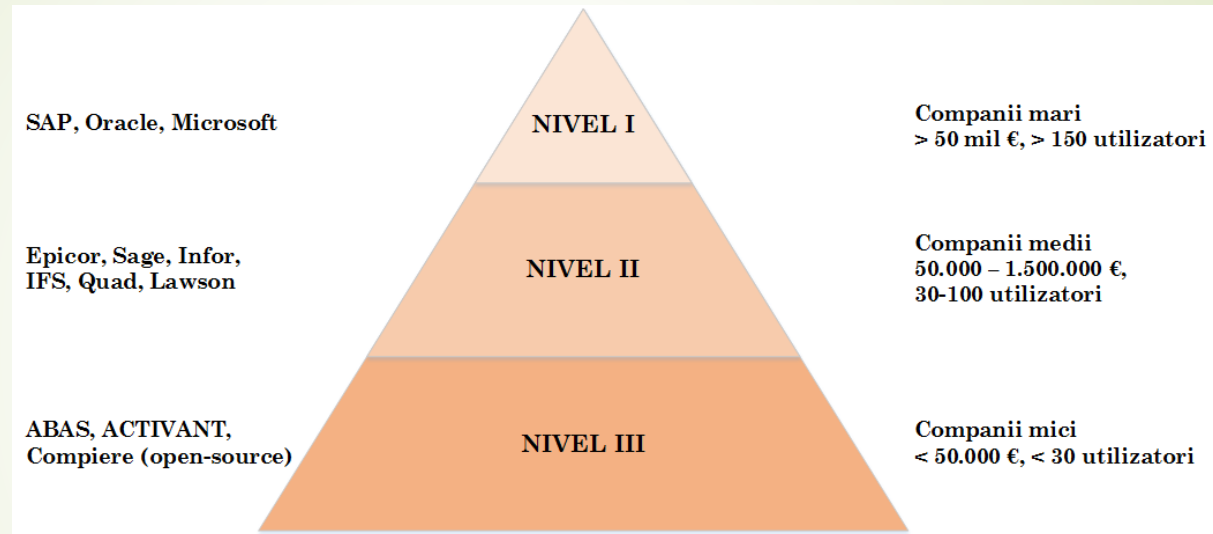 SAP, Oracle, Microsoft
NIVEL I
Companii mari
> 50 mil €, > 150 utilizatori
Epicor, Sage, Infor,
IFS, Quad, Lawson
NIVEL II
Companii medii
50.000 – 1.500.000 €,
30-100 utilizatori
ABAS, ACTIVANT,
Compiere (open-source)
NIVEL III
Companii mici
< 50.000 €, < 30 utilizatori